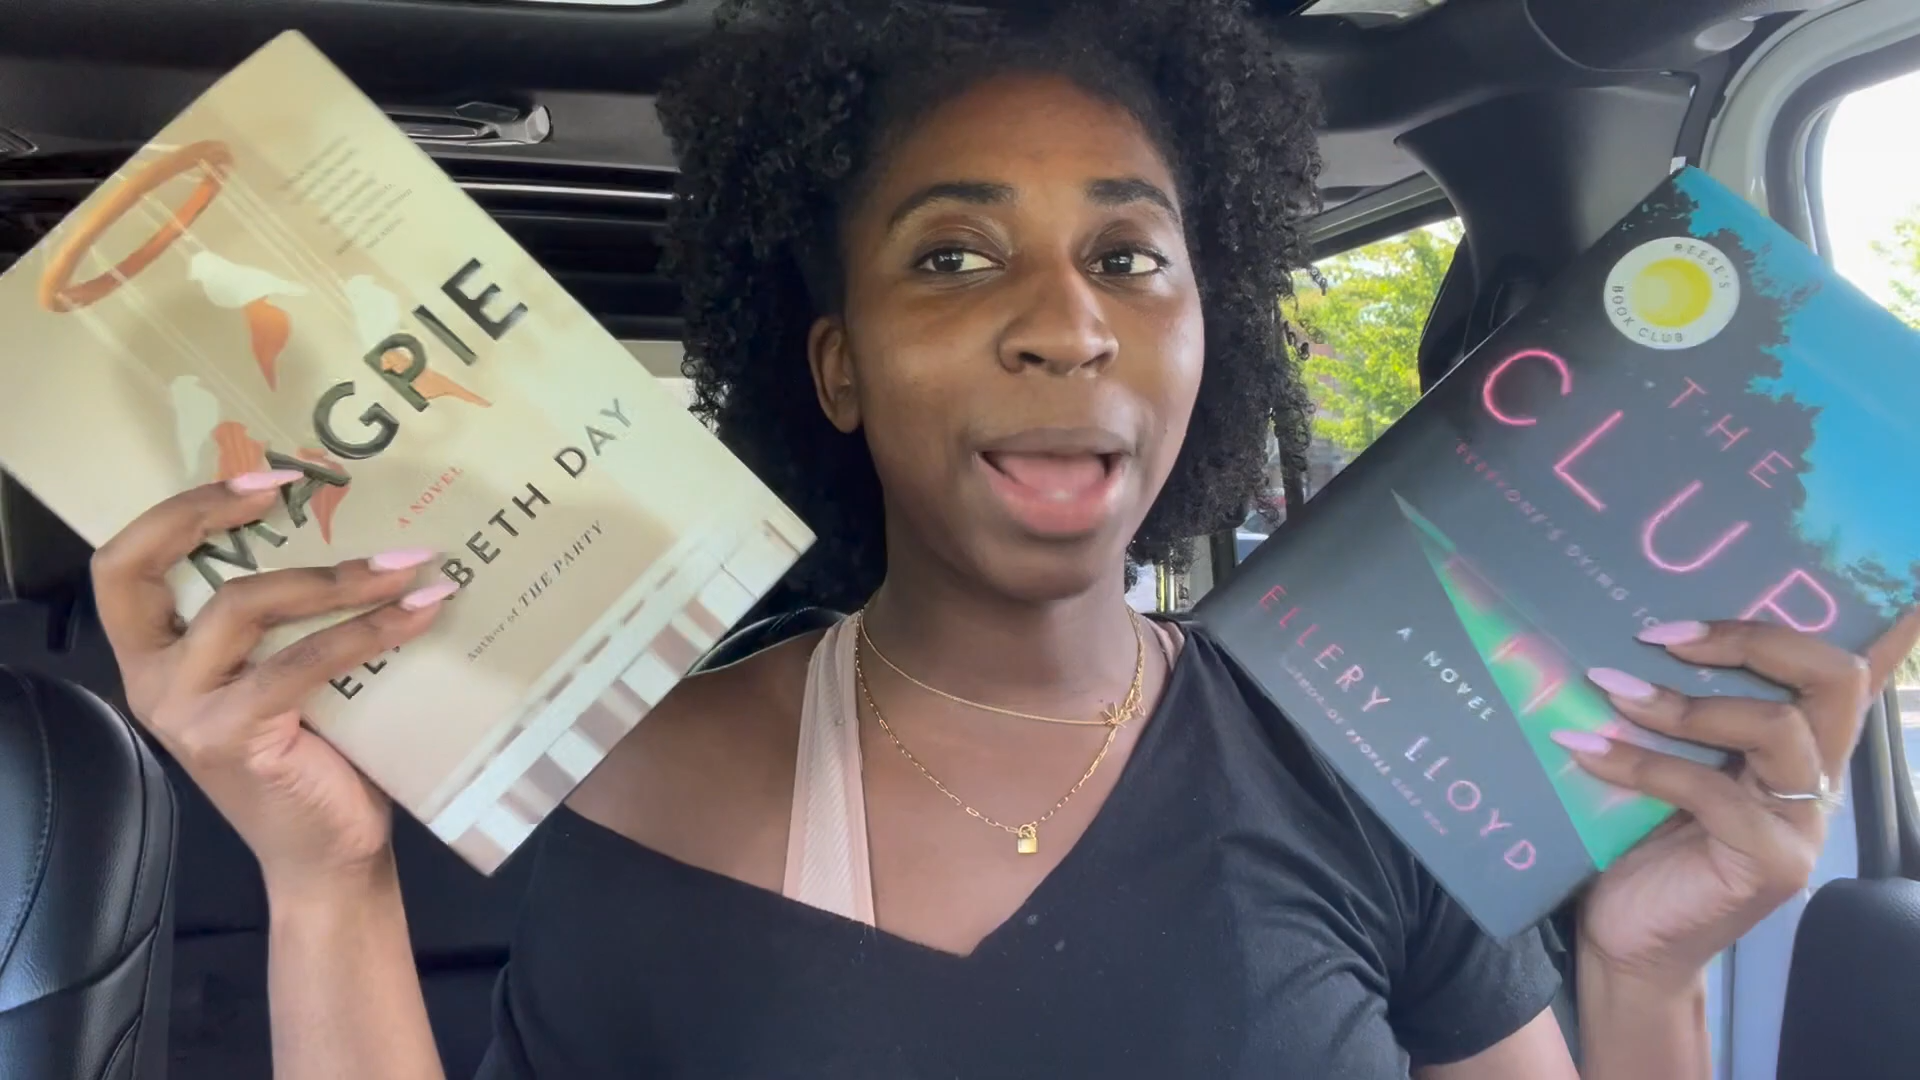 MAGPIE
A NOVEL
ELIZABETH DAY
Author of THE PARTY
REESE'S
BOOK CLUB
THE
CLUB
EVERYONE'S DYING TO
A NOVEL
ELLERY LLOYD